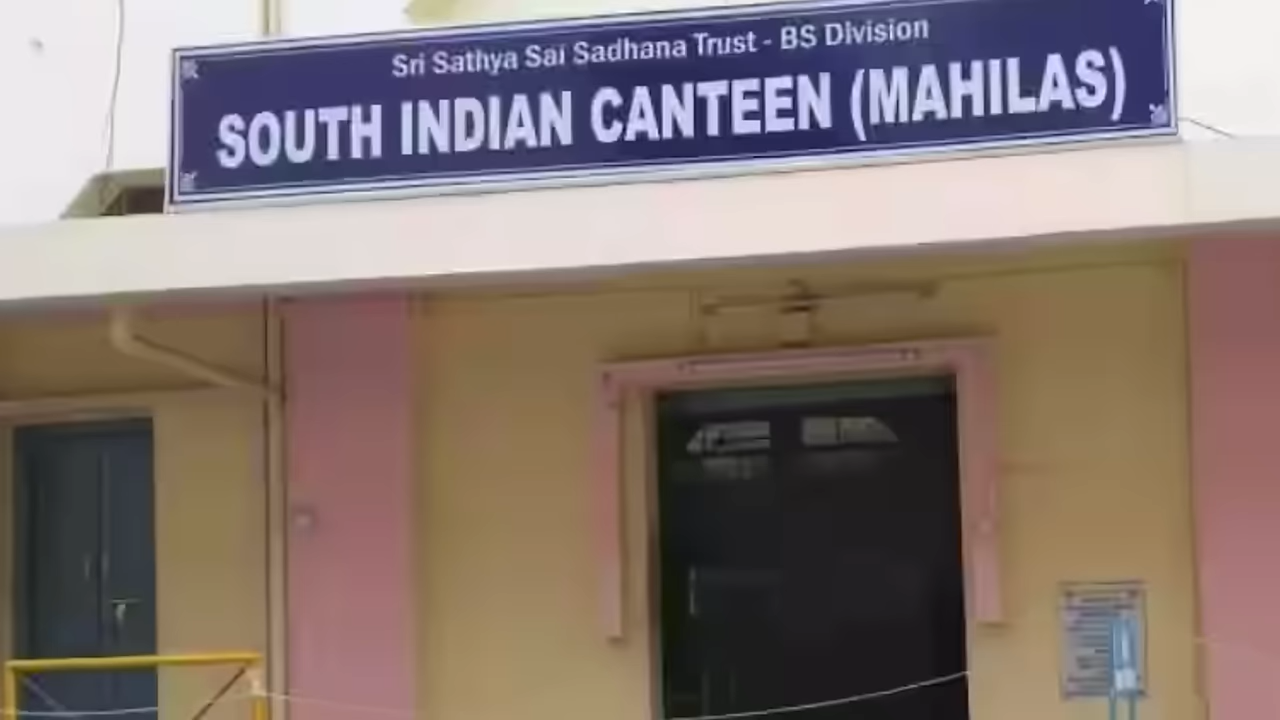 Sri Sathya Sai Sadhana Trust - BS Division
SOUTH INDIAN CANTEEN (MAHILAS)